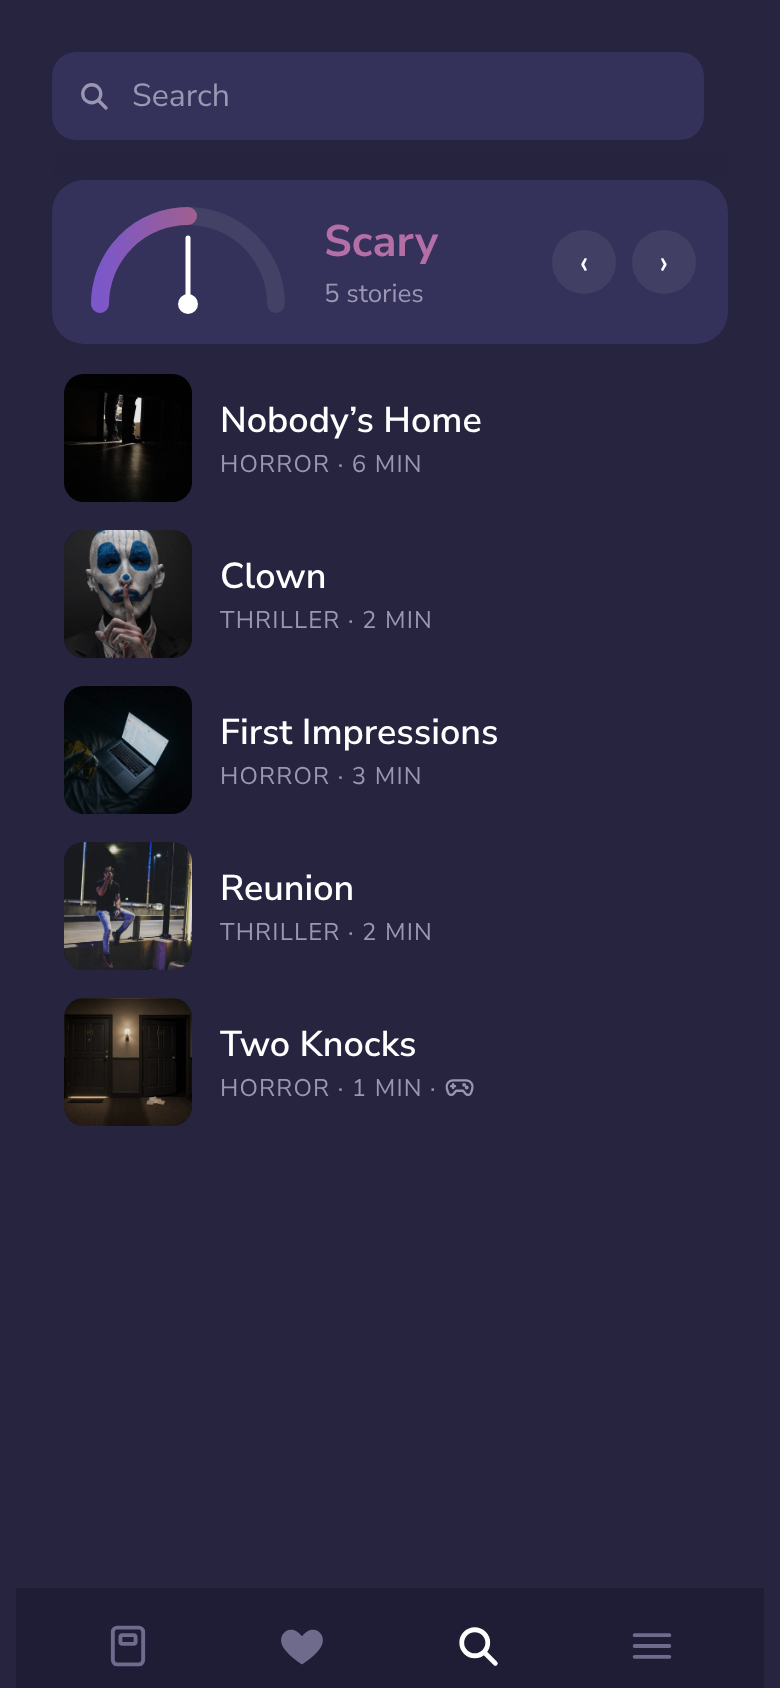 Search
Scary
5 stories
‹ ›
Nobody’s Home
HORROR · 6 MIN
Clown
THRILLER · 2 MIN
First Impressions
HORROR · 3 MIN
Reunion
THRILLER · 2 MIN
Two Knocks
HORROR · 1 MIN ·